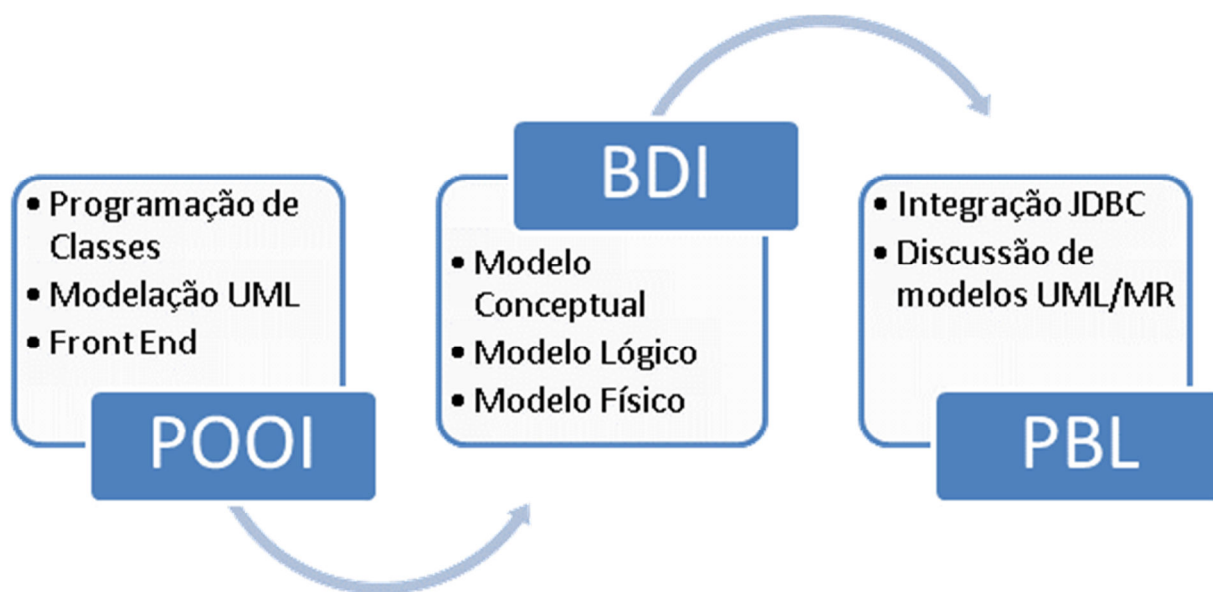 • Programação de
Classes
• Modelação UML
• Front End
POOI
BDI
• Modelo
Conceptual
• Modelo Lógico
• Modelo Físico
• Integração JDBC
• Discussão de
modelos UML/MR
PBL